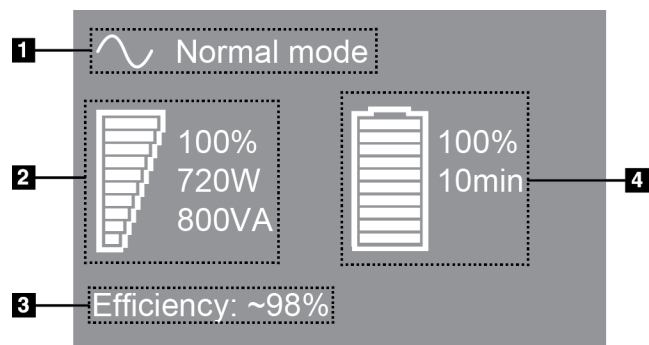 1
Normal mode
2
100%
720W
800VA
100%
10min
4
3
Efficiency: ~98%